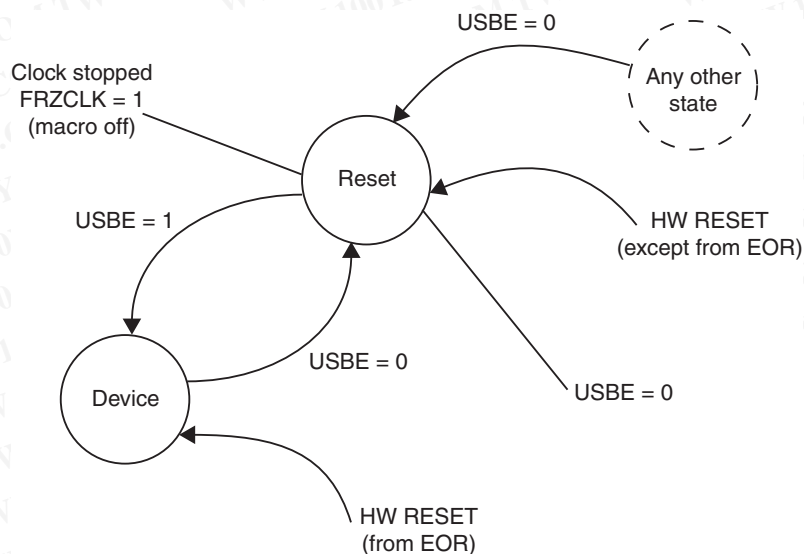 USBE = 0
Clock stopped
FRZCLK = 1
(macro off)
Any other
state
Reset
USBE = 1
HW RESET
(except from EOR)
USBE = 0
USBE = 0
Device
HW RESET
(from EOR)